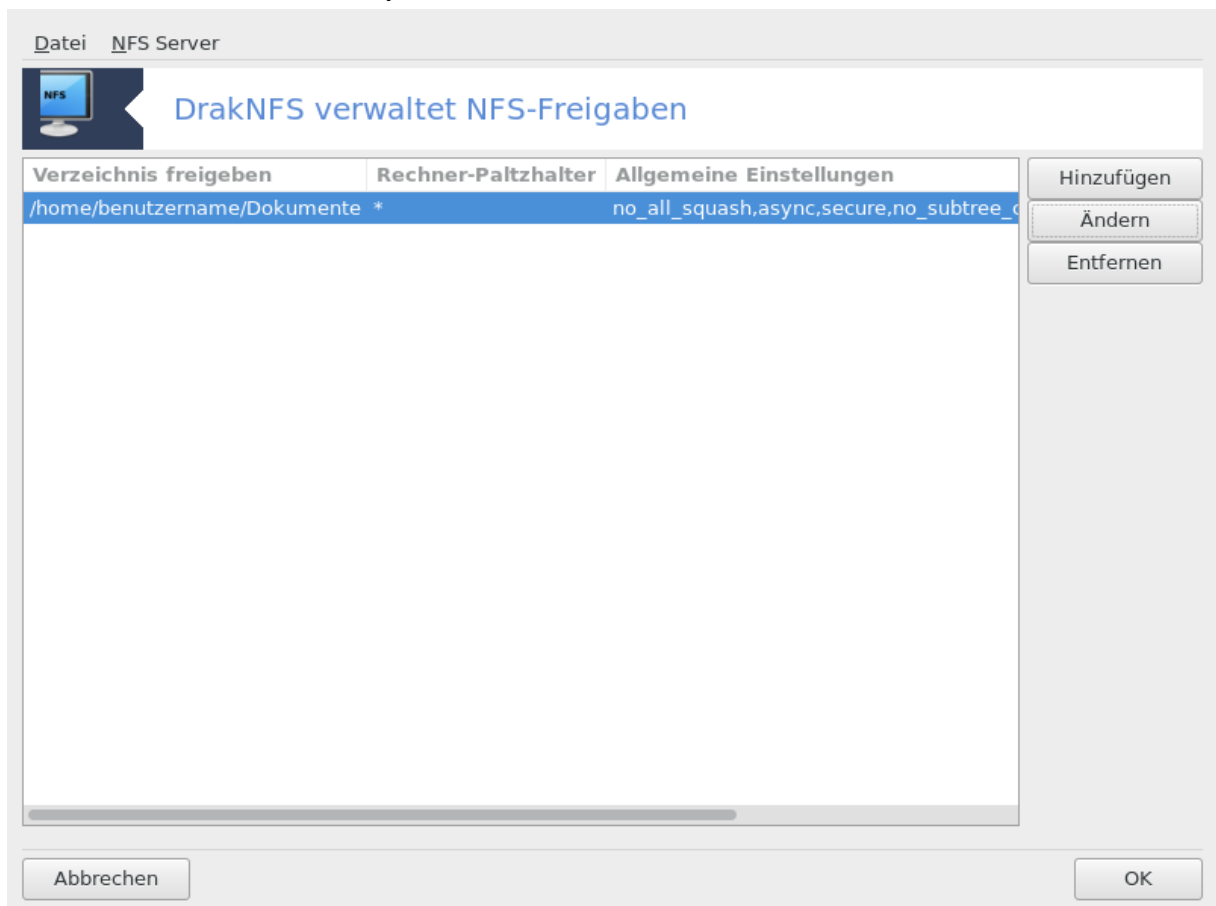 Datei NFS Server
NFS
DrakNFS verwaltet NFS-Freigaben
Verzeichnis freigeben Rechner-Paltzhalter Allgemeine Einstellungen
/home/benutzername/Dokumente * no_all_squash,async,secure,no_subtree_c
Hinzufügen
Ändern
Entfernen
Abbrechen OK